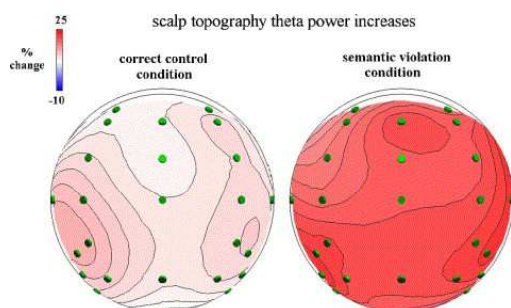 scalp topography theta power increases
25
%
change
-10
correct control
condition
semantic violation
condition